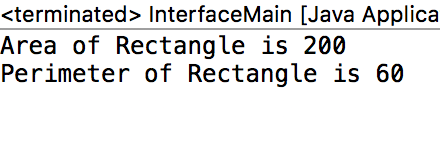 <terminated> InterfaceMain [Java Applica
Area of Rectangle is 200
Perimeter of Rectangle is 60